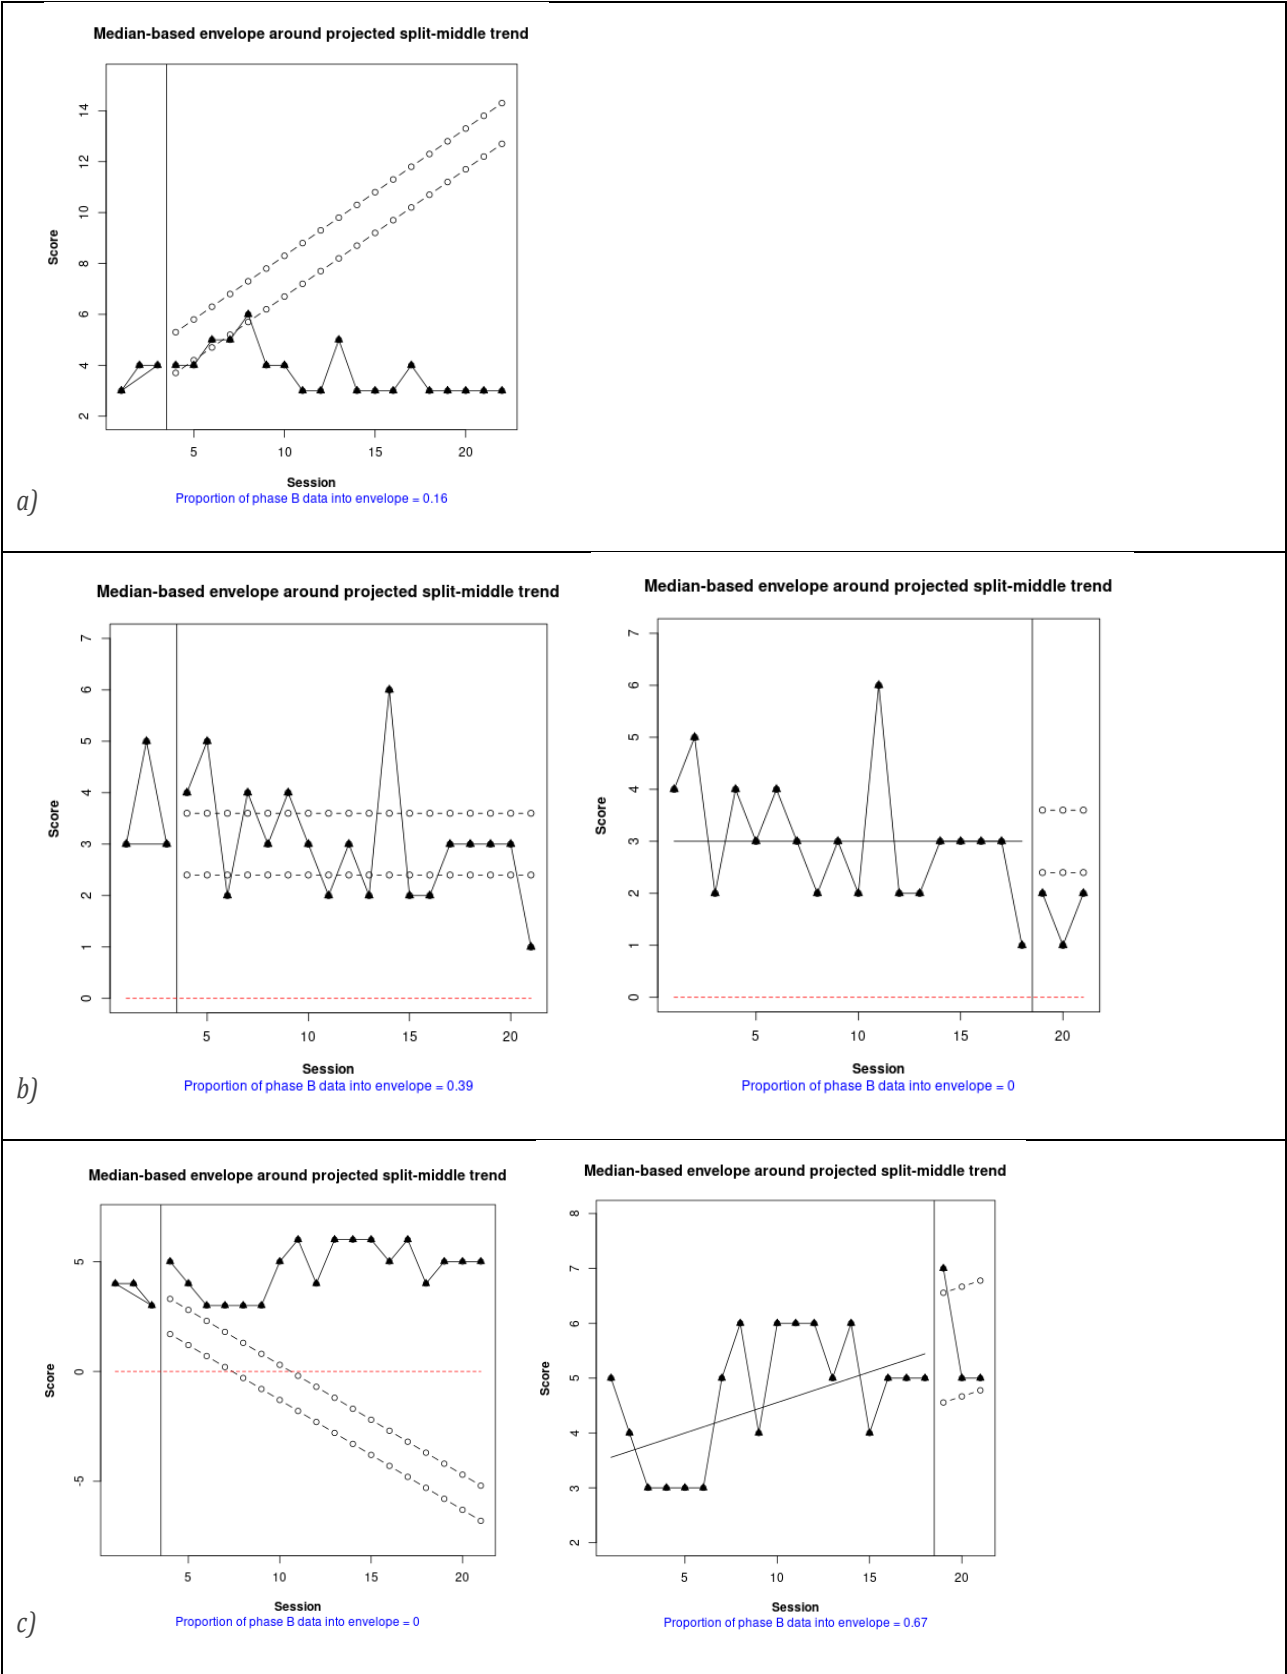 Median-based envelope around projected split-middle trend
Score
14
12
10
8
6
4
2
5 10 15 20
Session
Proportion of phase B data into envelope = 0.16
a)
Median-based envelope around projected split-middle trend
Score
7
6
5
4
3
2
1
0
5 10 15 20
Session
Proportion of phase B data into envelope = 0.39
b)
Median-based envelope around projected split-middle trend
Score
7
6
5
4
3
2
1
0
5 10 15 20
Session
Proportion of phase B data into envelope = 0
Median-based envelope around projected split-middle trend
Score
5
0
-5
5 10 15 20
Session
Proportion of phase B data into envelope = 0
c)
Median-based envelope around projected split-middle trend
Score
8
7
6
5
4
3
2
5 10 15 20
Session
Proportion of phase B data into envelope = 0.67